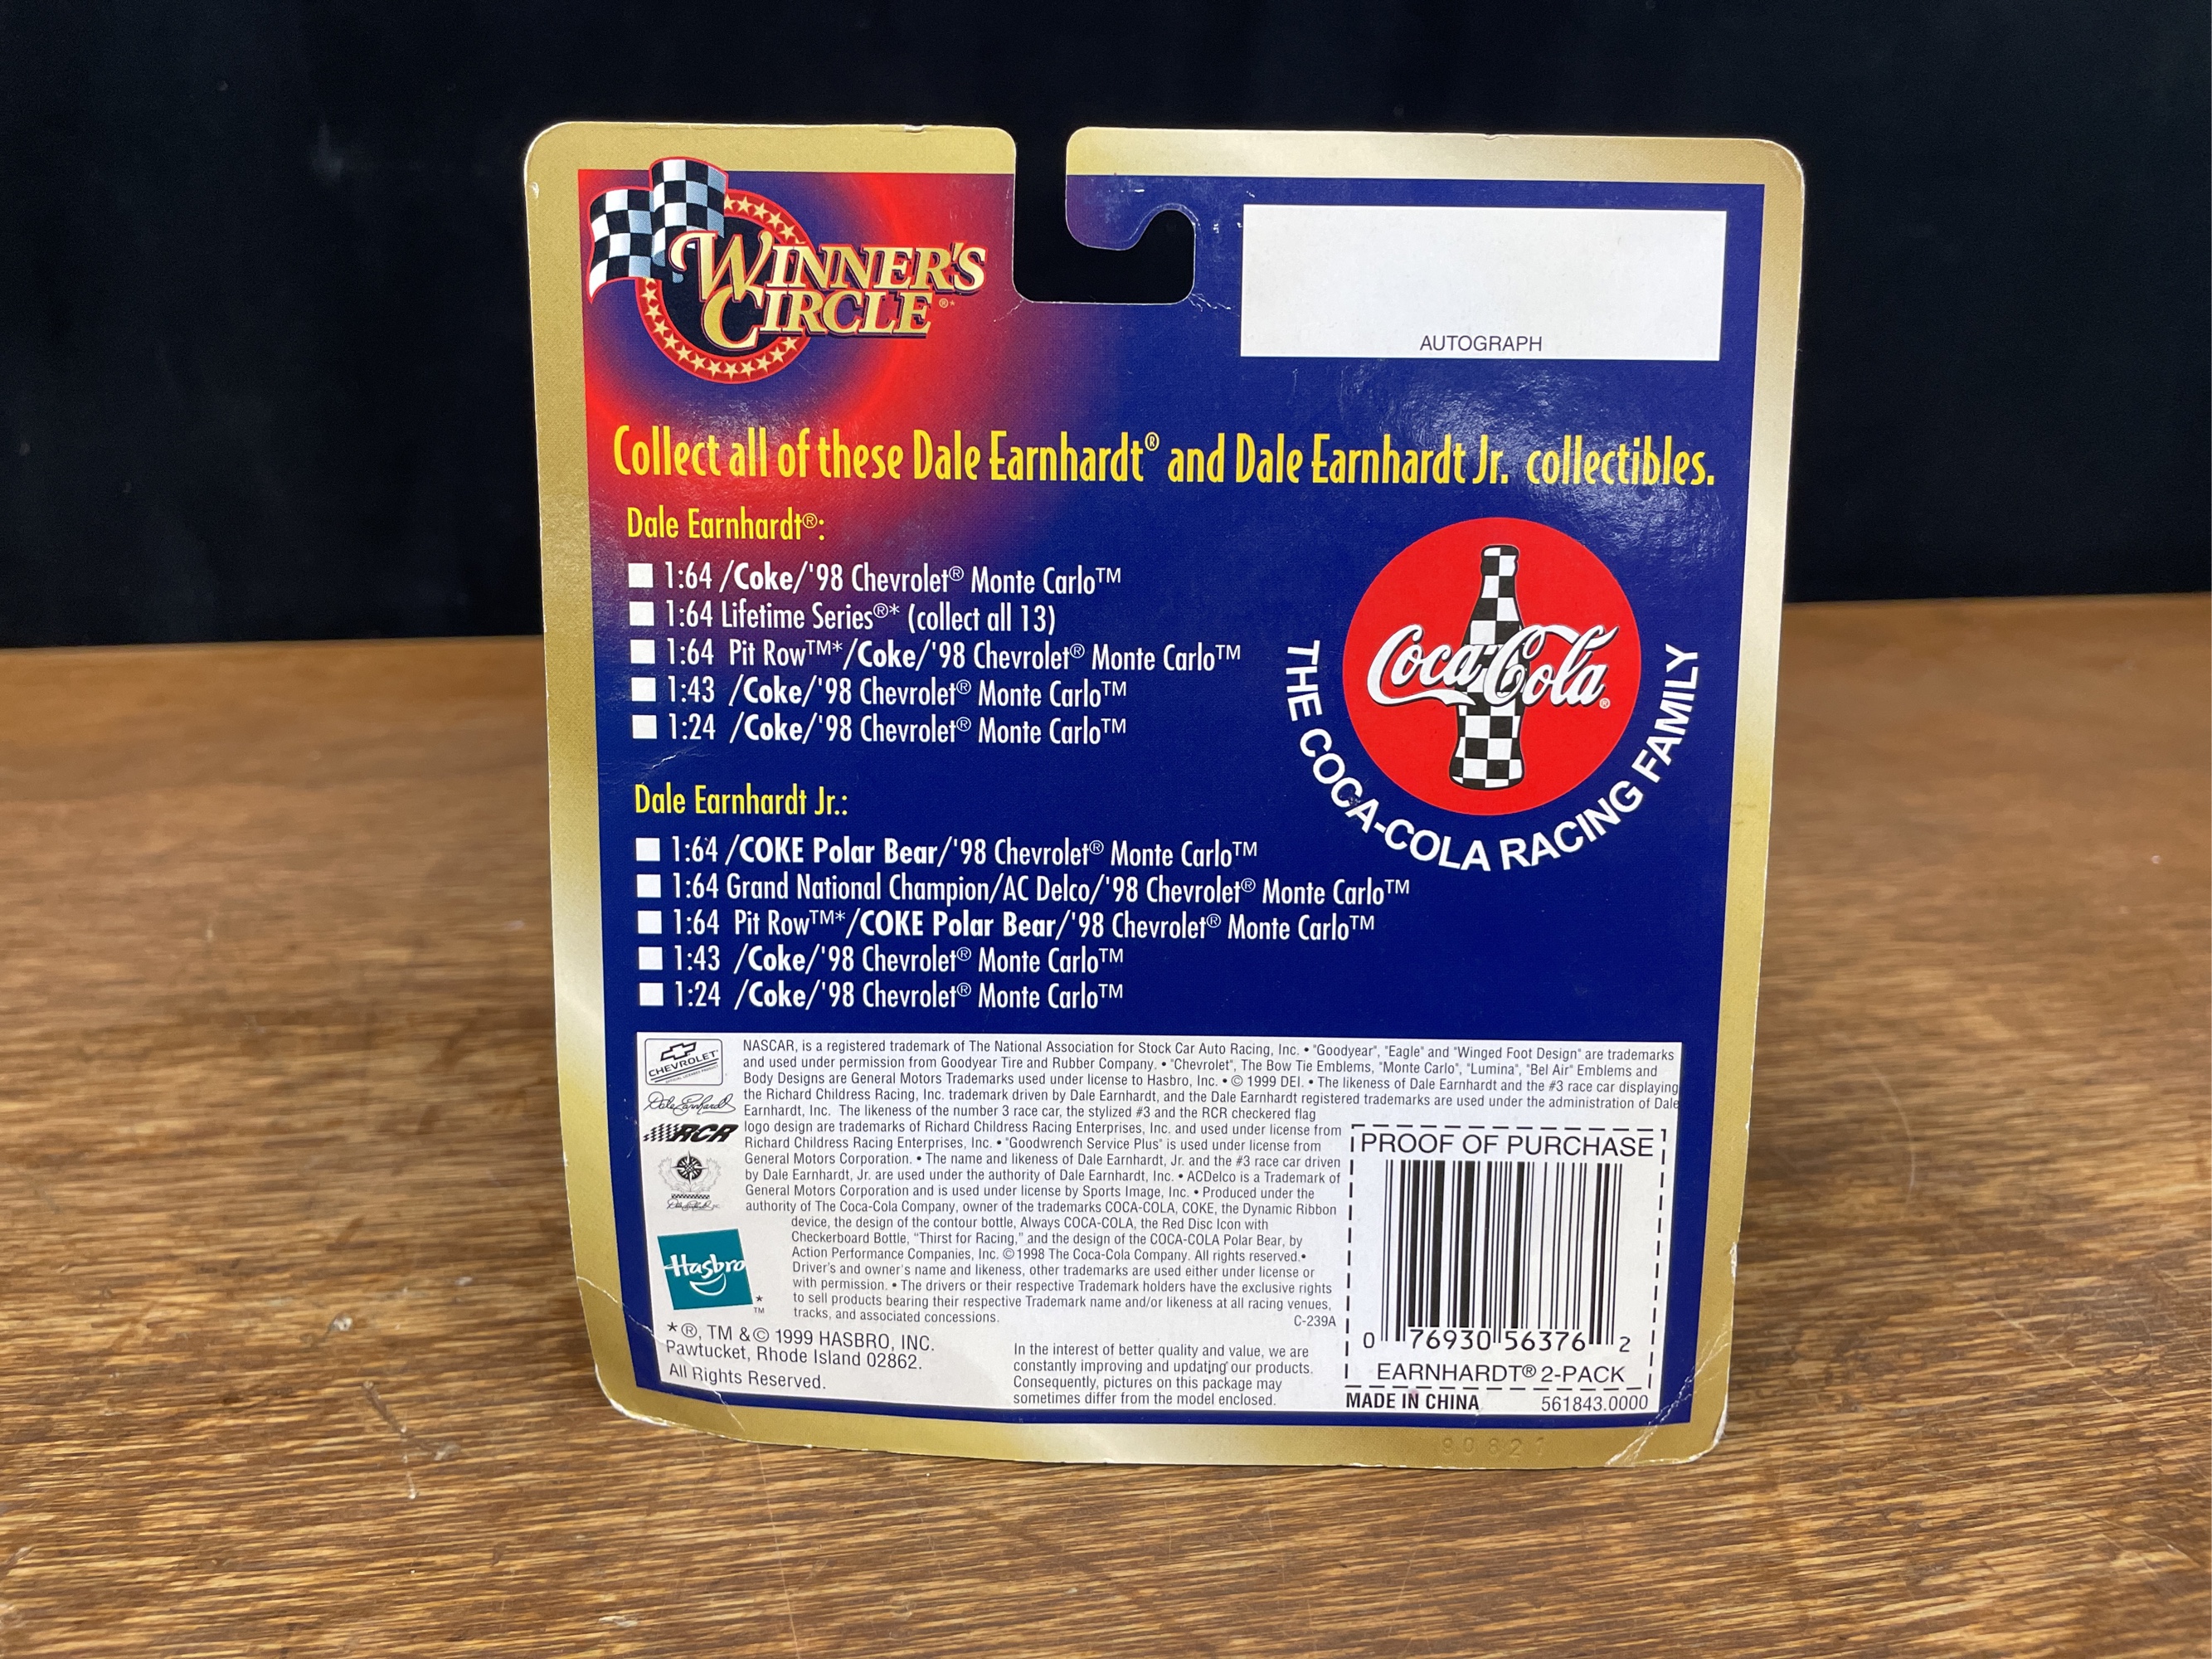 WINNER'S
CIRCLE®*
AUTOGRAPH
Collect all of these Dale Earnhardt® and Dale Earnhardt Jr. collectibles.
Dale Earnhardt®:
1:64 /Coke/'98 Chevrolet® Monte Carlo™
1:64 Lifetime Series®* (collect all 13)
1:64 Pit Row™*/Coke/'98 Chevrolet® Monte Carlo™
1:43 /Coke/'98 Chevrolet® Monte Carlo™
1:24 /Coke/'98 Chevrolet® Monte Carlo™
Coca-Cola®
THE COCA-COLA RACING FAMILY
Dale Earnhardt Jr.:
1:64 /COKE Polar Bear/'98 Chevrolet® Monte Carlo™
1:64 Grand National Champion/AC Delco/'98 Chevrolet® Monte Carlo™
1:64 Pit Row™*/COKE Polar Bear/'98 Chevrolet® Monte Carlo™
1:43 /Coke/'98 Chevrolet® Monte Carlo™
1:24 /Coke/'98 Chevrolet® Monte Carlo™
CHEVROLET
Dale Earnhardt
RCR
Hasbro
*
TM
NASCAR, is a registered trademark of The National Association for Stock Car Auto Racing, Inc. • "Goodyear", "Eagle" and "Winged Foot Design" are trademarks
and used under permission from Goodyear Tire and Rubber Company. • "Chevrolet", The Bow Tie Emblems, "Monte Carlo", "Lumina", "Bel Air" Emblems and
Body Designs are General Motors Trademarks used under license to Hasbro, Inc. • © 1999 DEI. • The likeness of Dale Earnhardt and the #3 race car displaying
the Richard Childress Racing, Inc. trademark driven by Dale Earnhardt, and the Dale Earnhardt registered trademarks are used under the administration of Dale
Earnhardt, Inc. The likeness of the number 3 race car, the stylized #3 and the RCR checkered flag
logo design are trademarks of Richard Childress Racing Enterprises, Inc. and used under license from
Richard Childress Racing Enterprises, Inc. • "Goodwrench Service Plus" is used under license from
General Motors Corporation. • The name and likeness of Dale Earnhardt, Jr. and the #3 race car driven
by Dale Earnhardt, Jr. are used under the authority of Dale Earnhardt, Inc. • ACDelco is a Trademark of
General Motors Corporation and is used under license by Sports Image, Inc. • Produced under the
authority of The Coca-Cola Company, owner of the trademarks COCA-COLA, COKE, the Dynamic Ribbon
device, the design of the contour bottle, Always COCA-COLA, the Red Disc Icon with
Checkerboard Bottle, "Thirst for Racing," and the design of the COCA-COLA Polar Bear, by
Action Performance Companies, Inc. © 1998 The Coca-Cola Company. All rights reserved. •
Driver's and owner's name and likeness, other trademarks are used either under license or
with permission. • The drivers or their respective Trademark holders have the exclusive rights
to sell products bearing their respective Trademark name and/or likeness at all racing venues,
tracks, and associated concessions.
C-239A
*®, TM & © 1999 HASBRO, INC.
Pawtucket, Rhode Island 02862.
All Rights Reserved.
In the interest of better quality and value, we are
constantly improving and updating our products.
Consequently, pictures on this package may
sometimes differ from the model enclosed.
PROOF OF PURCHASE
0 76930 56376 2
EARNHARDT® 2-PACK
MADE IN CHINA
561843.0000